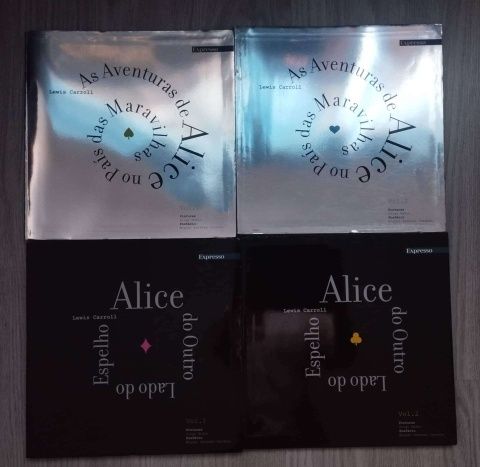 Expresso
Lewis Carroll
As Aventuras de Alice no País das Maravilhas
Expresso
Lewis Carroll
As Aventuras de Alice no País das Maravilhas
Expresso
Alice
Lewis Carroll
do Outro
Lado do
Espelho
Vol.1
Expresso
Alice
Lewis Carroll
do Outro
Lado do
Espelho
Vol.2